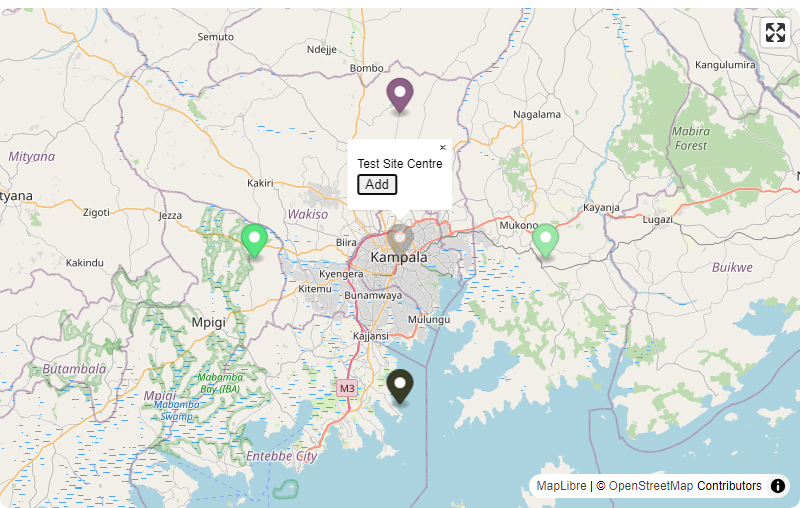 Semuto
Ndejje
Bombo
Kangulumira
Nagalama
Mabira
Forest
Mityana
×
Test Site Centre
Add
Kakiri
tyana
Zigoti
Jezza
Wakiso
Kayanja
Lugazi
Mukono
Biira
Kampala
Kakindu
Kyengera
Buikwe
Kitemu
Bunamwaya
Mpigi
Mulungu
Kajjansi
Butambala
Mabamba
Bay (IBA)
M3
Mpigi
Mabamba
Swamp
Entebbe City
MapLibre | © OpenStreetMap Contributors